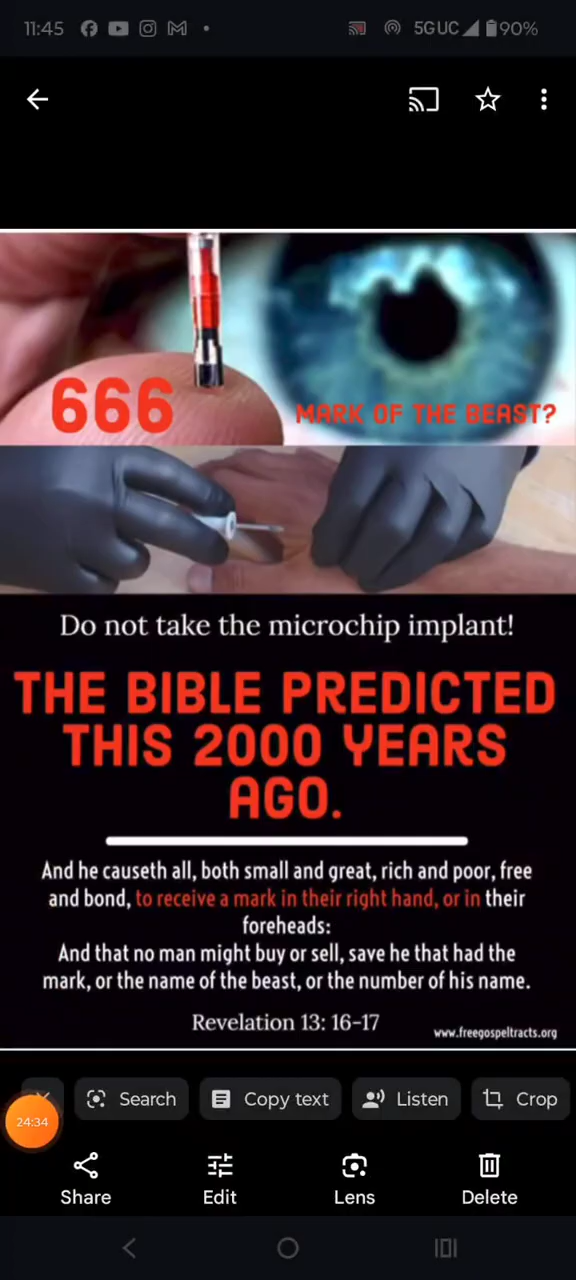 11:45
5GUC 90%
666
MARK OF THE BEAST?
Do not take the microchip implant!
THE BIBLE PREDICTED
THIS 2000 YEARS
AGO.
And he causeth all, both small and great, rich and poor, free
and bond, to receive a mark in their right hand, or in their
foreheads:
And that no man might buy or sell, save he that had the
mark, or the name of the beast, or the number of his name.
Revelation 13: 16-17
www.freegospeltracts.org
Search
Copy text
Listen
Crop
24:34
Share
Edit
Lens
Delete